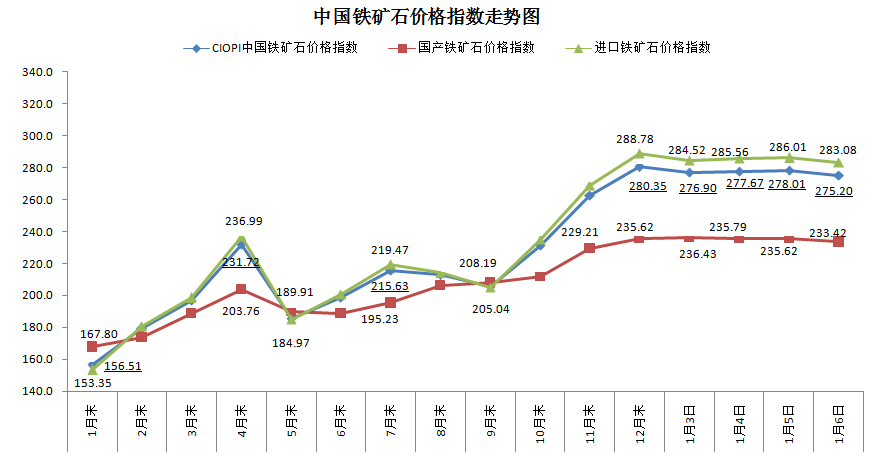 中国铁矿石价格指数走势图
CIOPI中国铁矿石价格指数 国产铁矿石价格指数 进口铁矿石价格指数
340.0
320.0
300.0
280.0
260.0
240.0
220.0
200.0
180.0
160.0
140.0
167.80
156.51
153.35
236.99
231.72
203.76
189.91
184.97
219.47
215.63
195.23
208.19
205.04
229.21
288.78
280.35
235.62
284.52
276.90
236.43
285.56
277.67
235.79
286.01
278.01
235.62
283.08
275.20
233.42
1月末
2月末
3月末
4月末
5月末
6月末
7月末
8月末
9月末
10月末
11月末
12月末
1月3日
1月4日
1月5日
1月6日